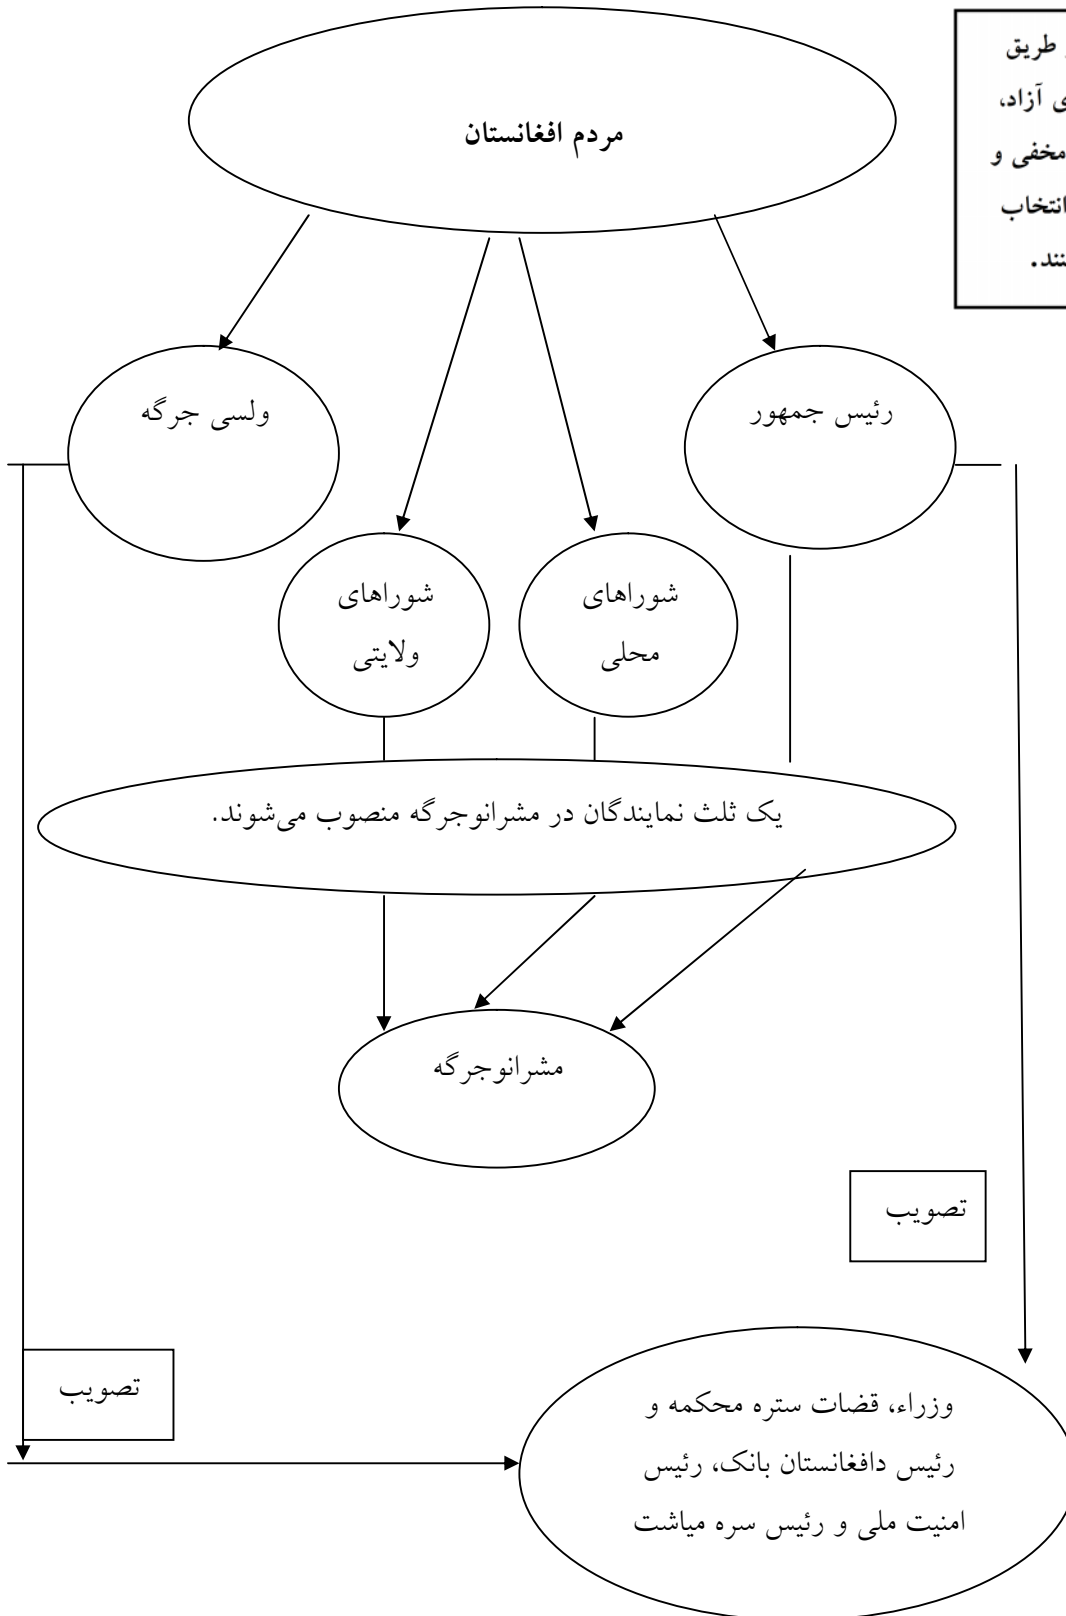 طریق
آزاد،
مخفی و
انتخاب
مردم افغانستان
ولسی جرگه
رئیس جمهور
شوراهای
ولایتی
شوراهای
محلی
یک ثلث نمایندگان در مشرانوجرگه منصوب می‌شوند.
مشرانوجرگه
تصویب
تصویب
وزراء، قضات ستره محکمه و
رئیس دافغانستان بانک، رئیس
امنیت ملی و رئیس سره میاشت